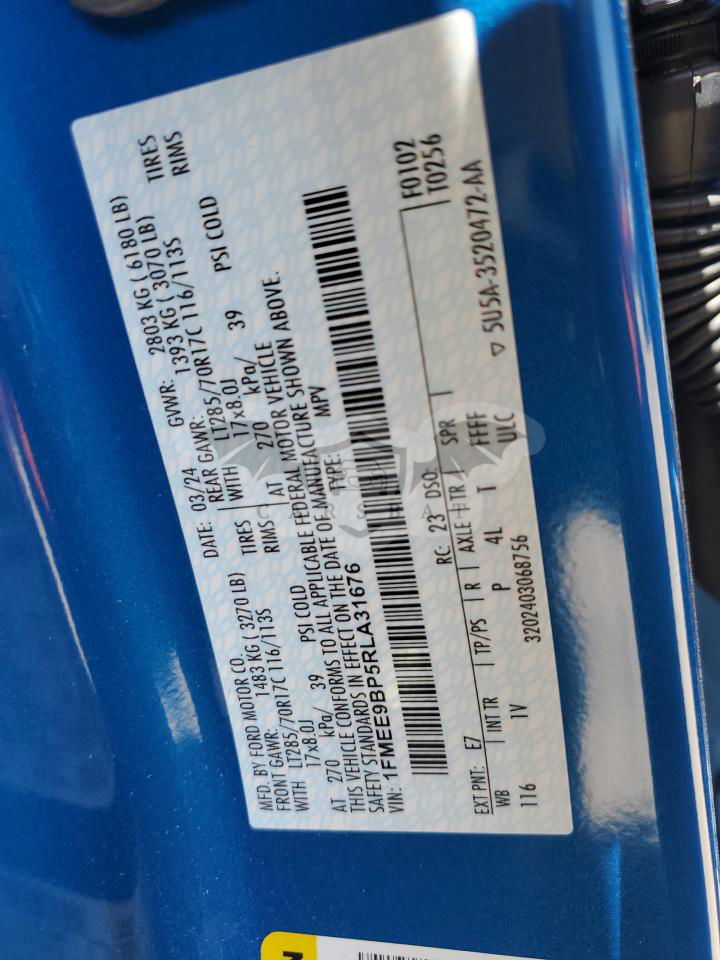 MFD. BY FORD MOTOR CO.
DATE: 03/24 GVWR: 2803 KG ( 6180 LB)
FRONT GAWR: 1483 KG ( 3270 LB)
REAR GAWR: 1393 KG ( 3070 LB)
WITH LT285/70R17C 116/113S TIRES
WITH LT285/70R17C 116/113S TIRES
17x8.0J RIMS
17x8.0J RIMS
AT 270 kPa/ 39 PSI COLD
AT 270 kPa/ 39 PSI COLD
THIS VEHICLE CONFORMS TO ALL APPLICABLE FEDERAL MOTOR VEHICLE
SAFETY STANDARDS IN EFFECT ON THE DATE OF MANUFACTURE SHOWN ABOVE.
VIN: 1FMEE9BP5RLA31676 TYPE: MPV
F0102
T0256
EXT PNT: E7 RC: 23 DSO:
WB INT TR TP/PS R AXLE TR SPR
116 IV P 4L T FFFF
3202403068756 ULC
▽ 5U5A-3520472-AA
CARSBAT
N